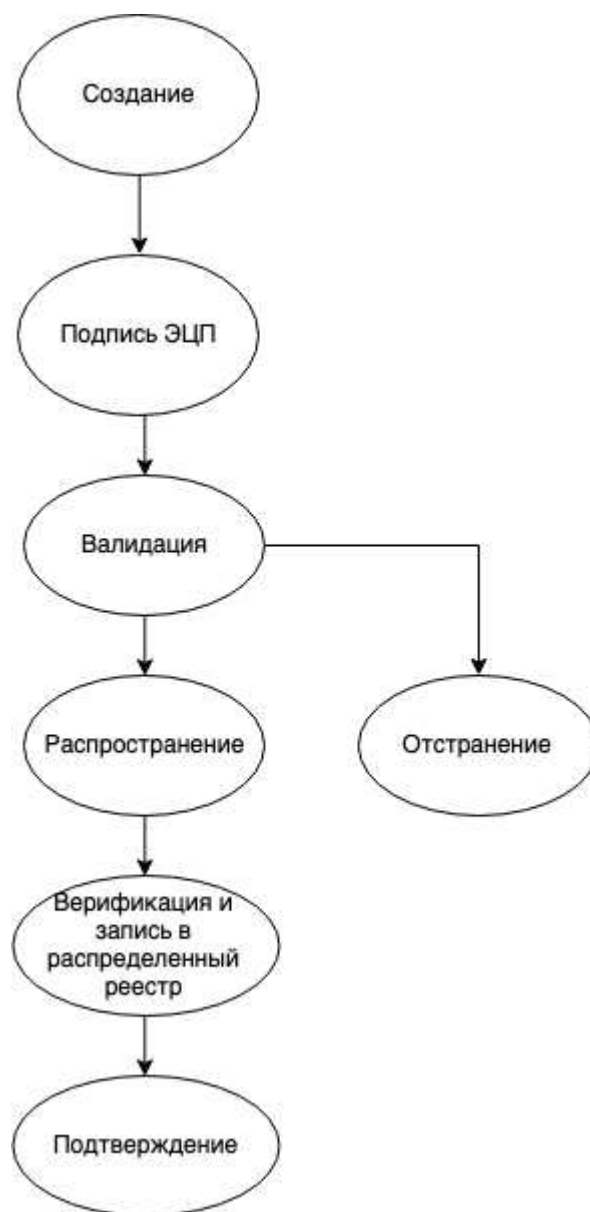 Создание
Подпись ЭЦП
Валидация
Распространение
Отстранение
Верификация и
запись в
распределенный
реестр
Подтверждение